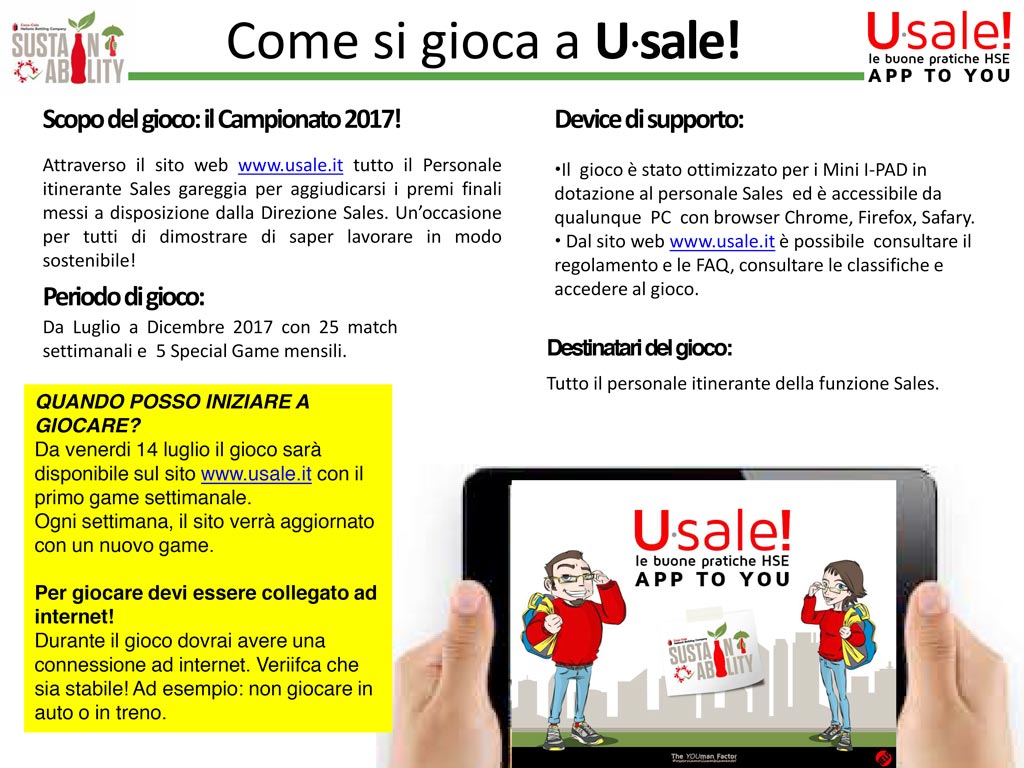 Coca-Cola
Hellenic Bottling Company
SUSTAIN
ABILITY
Come si gioca a U·sale!
U·sale!
le buone pratiche HSE
APP TO YOU
Scopo del gioco: il Campionato 2017!
Attraverso il sito web www.usale.it tutto il Personale
itinerante Sales gareggia per aggiudicarsi i premi finali
messi a disposizione dalla Direzione Sales. Un’occasione
per tutti di dimostrare di saper lavorare in modo
sostenibile!
Periodo di gioco:
Da Luglio a Dicembre 2017 con 25 match
settimanali e 5 Special Game mensili.
QUANDO POSSO INIZIARE A
GIOCARE?
Da venerdi 14 luglio il gioco sarà
disponibile sul sito www.usale.it con il
primo game settimanale.
Ogni settimana, il sito verrà aggiornato
con un nuovo game.
Per giocare devi essere collegato ad
internet!
Durante il gioco dovrai avere una
connessione ad internet. Veriifca che
sia stabile! Ad esempio: non giocare in
auto o in treno.
Device di supporto:
•Il gioco è stato ottimizzato per i Mini I-PAD in
dotazione al personale Sales ed è accessibile da
qualunque PC con browser Chrome, Firefox, Safary.
• Dal sito web www.usale.it è possibile consultare il
regolamento e le FAQ, consultare le classifiche e
accedere al gioco.
Destinatari del gioco:
Tutto il personale itinerante della funzione Sales.
U·sale!
le buone pratiche HSE
APP TO YOU
SUSTAIN
ABILITY
The YOUman Factor